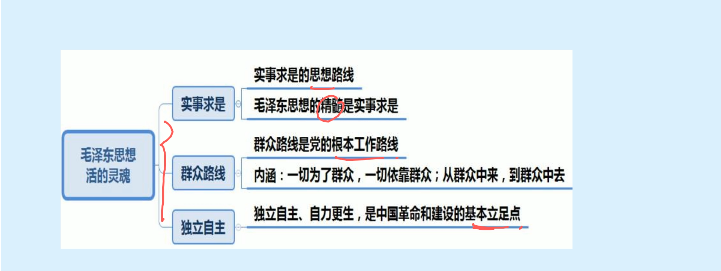 实事求是的思想路线
实事求是
毛泽东思想的精髓是实事求是
毛泽东思想
活的灵魂
群众路线是党的根本工作路线
群众路线
内涵：一切为了群众，一切依靠群众；从群众中来，到群众中去
独立自主、自力更生，是中国革命和建设的基本立足点
独立自主